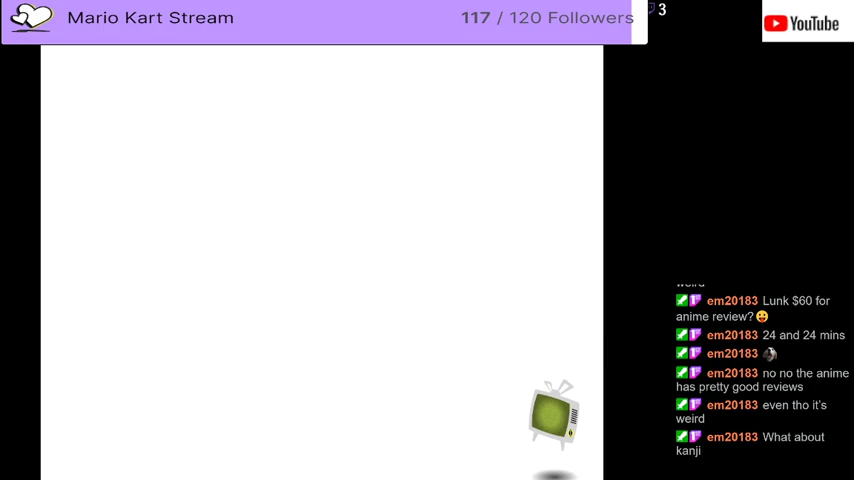 Mario Kart Stream
117 / 120 Followers
3
YouTube
em20183 Lunk $60 for
anime review?
em20183 24 and 24 mins
em20183
em20183 no no the anime
has pretty good reviews
em20183 even tho it's
weird
em20183 What about
kanji